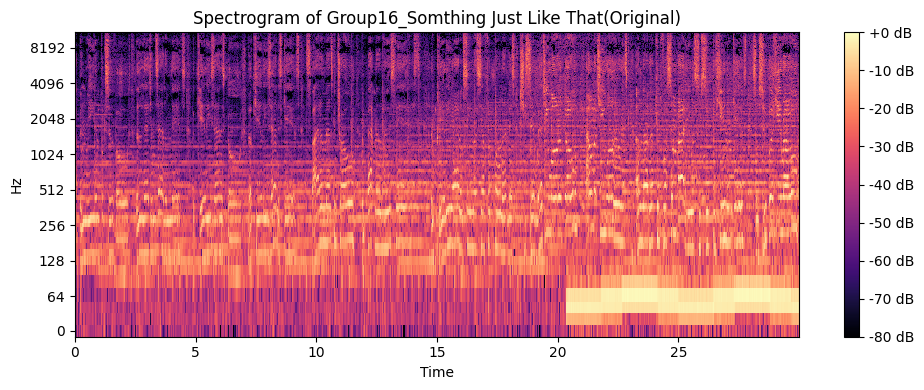 Spectrogram of Group16_Somthing Just Like That(Original)
8192
4096
2048
1024
512
256
128
64
0
Hz
0
5
10
15
20
25
Time
+0 dB
-10 dB
-20 dB
-30 dB
-40 dB
-50 dB
-60 dB
-70 dB
-80 dB